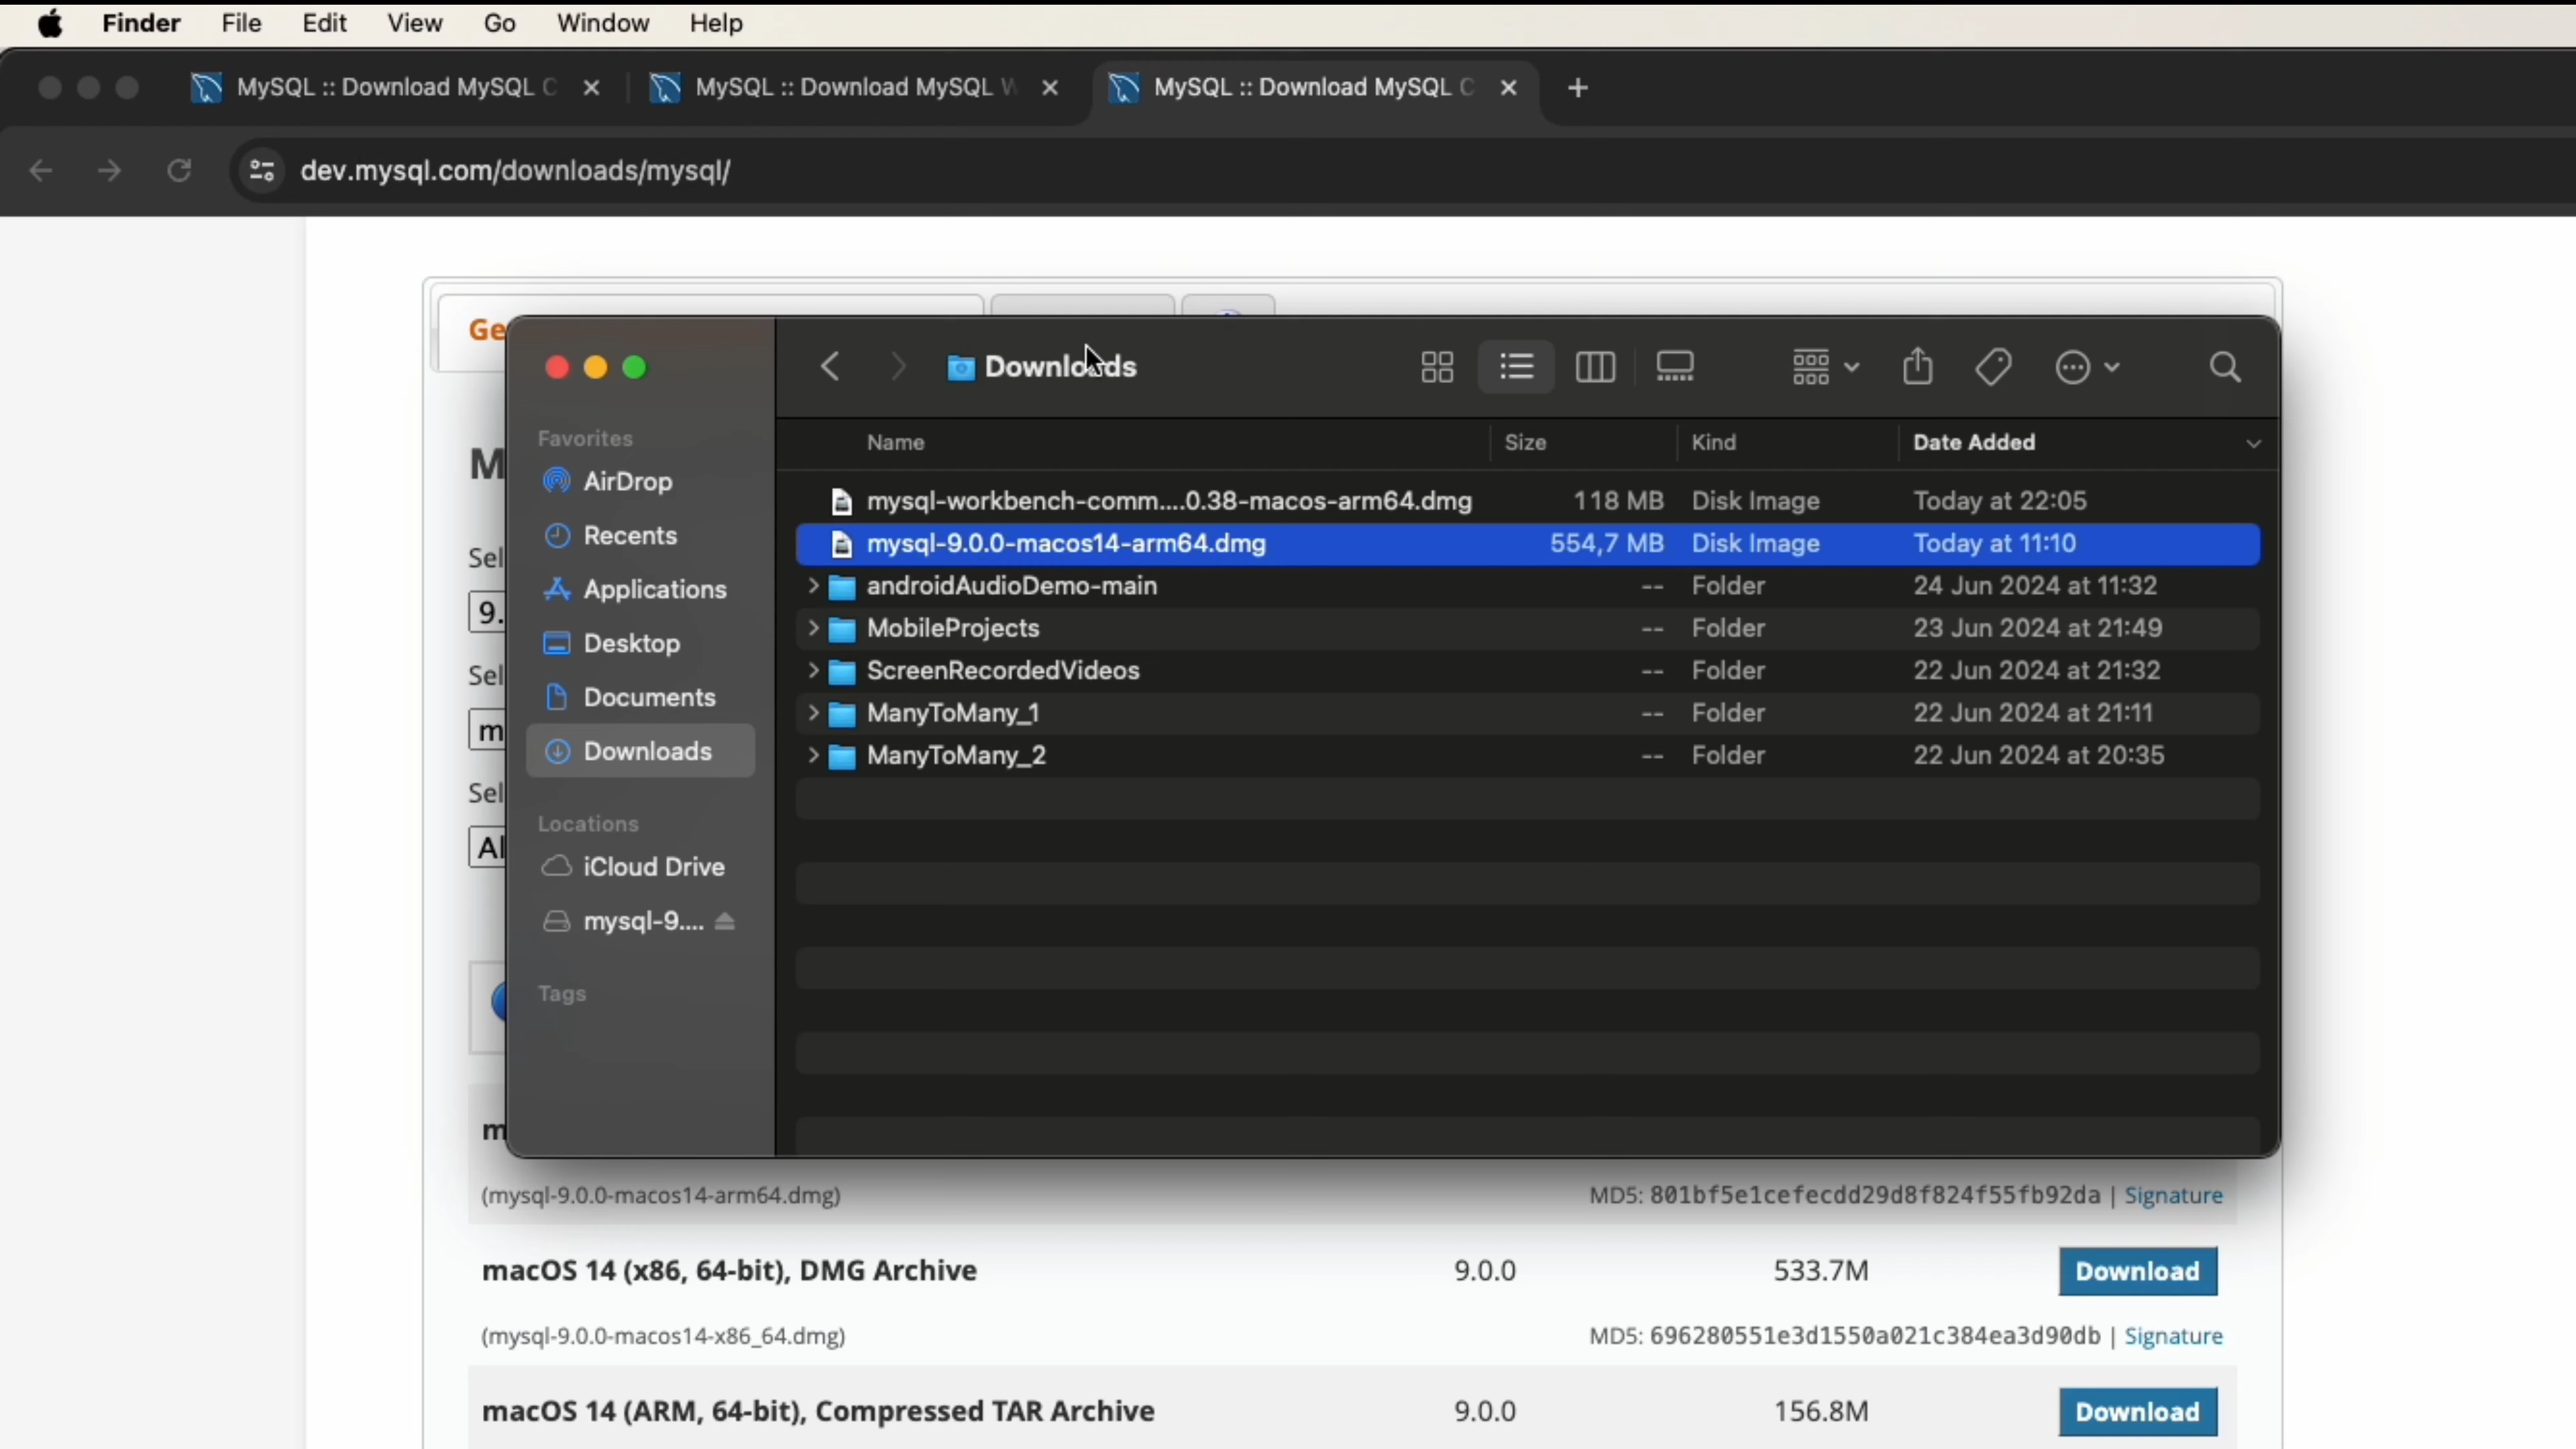 Finder File Edit View Go Window Help
MySQL :: Download MySQL C MySQL :: Download MySQL W MySQL :: Download MySQL C
dev.mysql.com/downloads/mysql/
Ge
Downloads
Favorites
Name Size Kind Date Added
M
AirDrop
mysql-workbench-comm....0.38-macos-arm64.dmg 118 MB Disk Image Today at 22:05
Recents
mysql-9.0.0-macos14-arm64.dmg 554,7 MB Disk Image Today at 11:10
Sel
Applications
androidAudioDemo-main -- Folder 24 Jun 2024 at 11:32
9.
MobileProjects -- Folder 23 Jun 2024 at 21:49
Desktop
Sel
ScreenRecordedVideos -- Folder 22 Jun 2024 at 21:32
Documents
ManyToMany_1 -- Folder 22 Jun 2024 at 21:11
m
Downloads
ManyToMany_2 -- Folder 22 Jun 2024 at 20:35
Sel
Locations
Al
iCloud Drive
mysql-9....
Tags
m
(mysql-9.0.0-macos14-arm64.dmg) MD5: 801bf5e1cefecdd29d8f824f55fb92da | Signature
macOS 14 (x86, 64-bit), DMG Archive 9.0.0 533.7M Download
(mysql-9.0.0-macos14-x86_64.dmg) MD5: 696280551e3d1550a021c384ea3d90db | Signature
macOS 14 (ARM, 64-bit), Compressed TAR Archive 9.0.0 156.8M Download